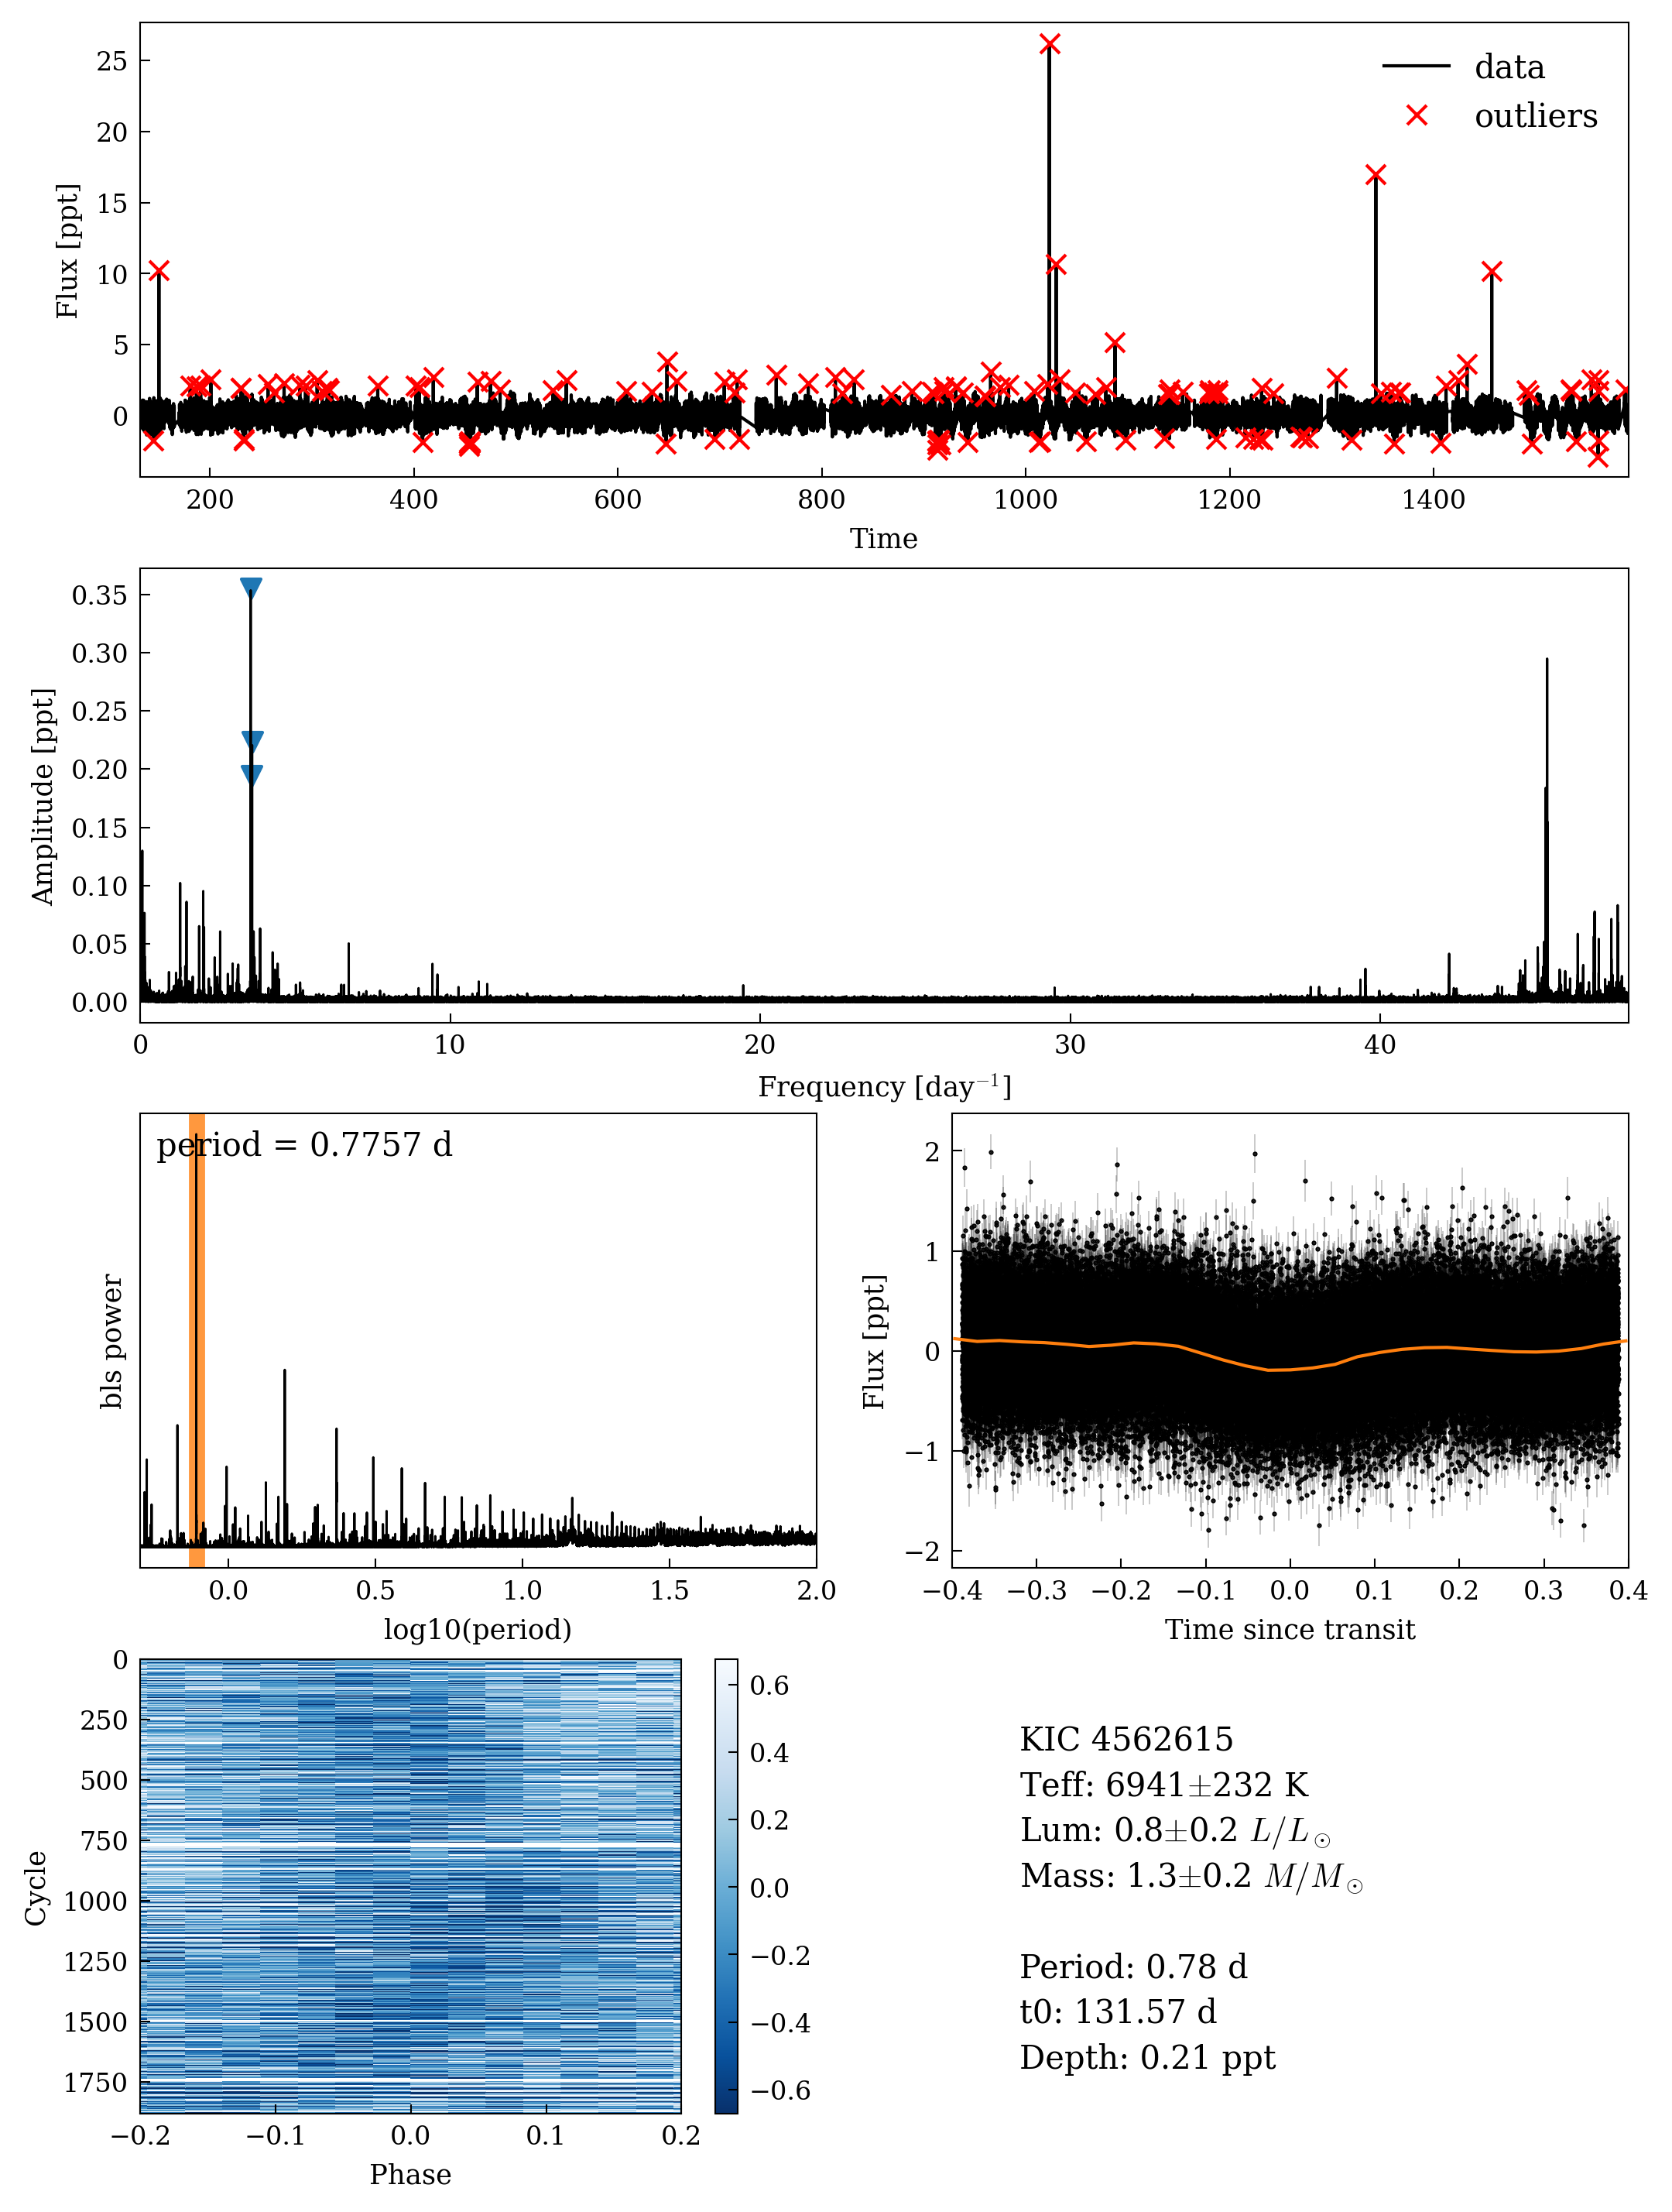 25
20
15
10
5
0
Flux [ppt]
data
outliers
200 400 600 800 1000 1200 1400
Time
0.35
0.30
0.25
0.20
0.15
0.10
0.05
0.00
Amplitude [ppt]
0 10 20 30 40
Frequency [day⁻¹]
period = 0.7757 d
bls power
0.0 0.5 1.0 1.5 2.0
log10(period)
2
1
0
−1
−2
Flux [ppt]
−0.4 −0.3 −0.2 −0.1 0.0 0.1 0.2 0.3 0.4
Time since transit
0
250
500
750
1000
1250
1500
1750
Cycle
−0.2 −0.1 0.0 0.1 0.2
Phase
0.6
0.4
0.2
0.0
−0.2
−0.4
−0.6
KIC 4562615
Teff: 6941±232 K
Lum: 0.8±0.2 L/L☉
Mass: 1.3±0.2 M/M☉
Period: 0.78 d
t0: 131.57 d
Depth: 0.21 ppt